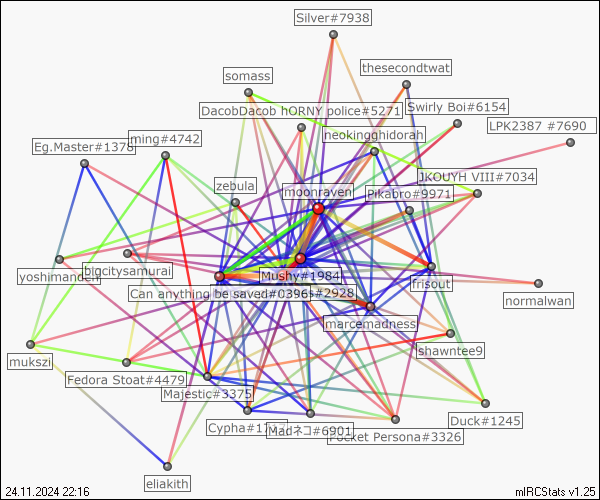 Silver#7938
thesecondtwat
somass
Swirly Boi#6154
DacobDacob hORNY police#5271
LPK2387 #7690
heokingghidorah
ming#4742
Eg.Master#1378
JKOUYH VIII#7034
zebula
moonraven
Pikabro#9971
yoshimandeli
bigcitysamurai
Mushy#1984
frisout
Can anything be saved#0396
s#2928
normalwan
marcemadness
shawntee9
mukszi
Fedora Stoat#4479
Majestic#3375
Duck#1245
Cypha#1
Madネコ#6901
Pocket Persona#3326
eliakith
24.11.2024 22:16
mIRCStats v1.25